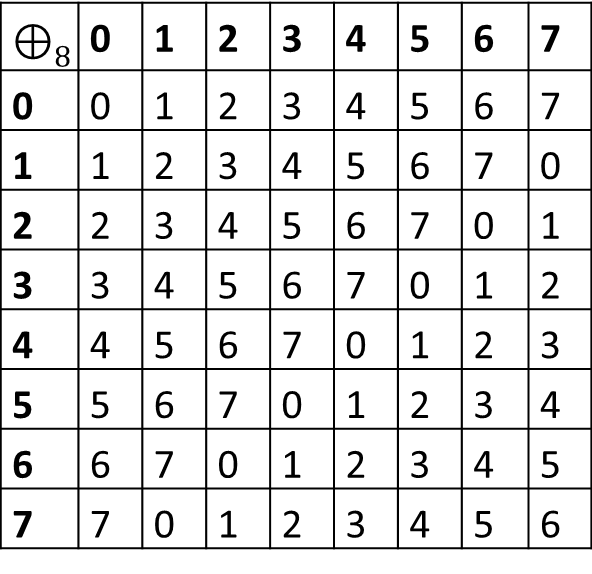 ⊕₈ 0 1 2 3 4 5 6 7
0 0 1 2 3 4 5 6 7
1 1 2 3 4 5 6 7 0
2 2 3 4 5 6 7 0 1
3 3 4 5 6 7 0 1 2
4 4 5 6 7 0 1 2 3
5 5 6 7 0 1 2 3 4
6 6 7 0 1 2 3 4 5
7 7 0 1 2 3 4 5 6